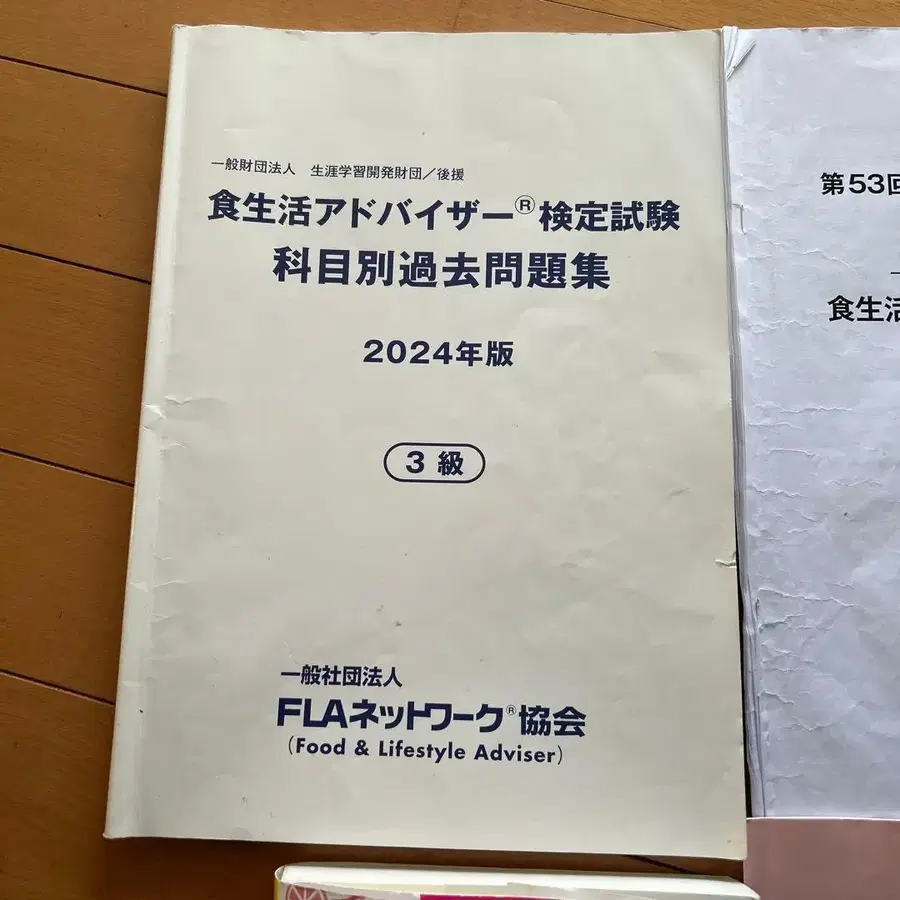 一般財団法人 生涯学習開発財団/後援
食生活アドバイザー®検定試験
科目別過去問題集
2024年版
3級
一般社団法人
FLAネットワーク®協会
(Food & Lifestyle Adviser)
第53回
食生活